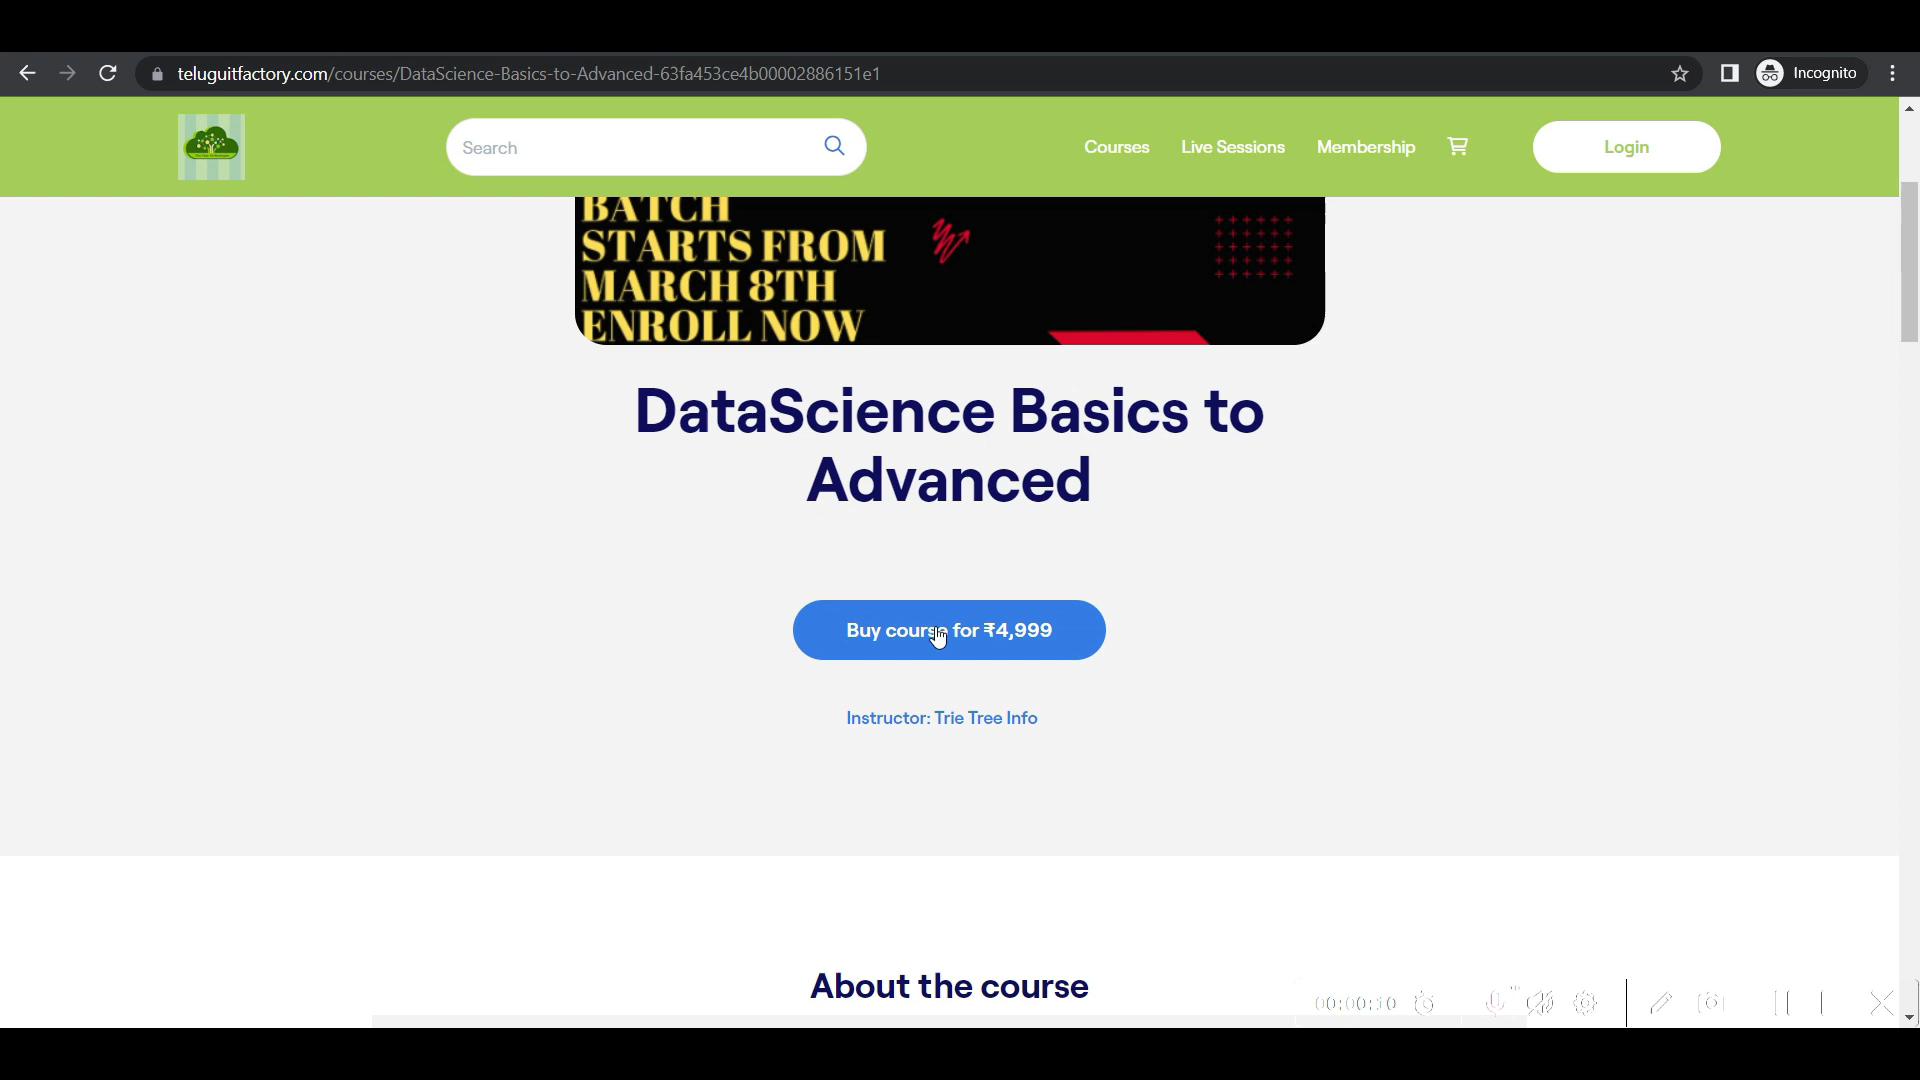 teluguitfactory.com/courses/DataScience-Basics-to-Advanced-63fa453ce4b00002886151e1
Incognito
Search
Courses
Live Sessions
Membership
Login
BATCH
STARTS FROM
MARCH 8TH
ENROLL NOW
DataScience Basics to
Advanced
Buy course for ₹4,999
Instructor: Trie Tree Info
About the course
00:00:10